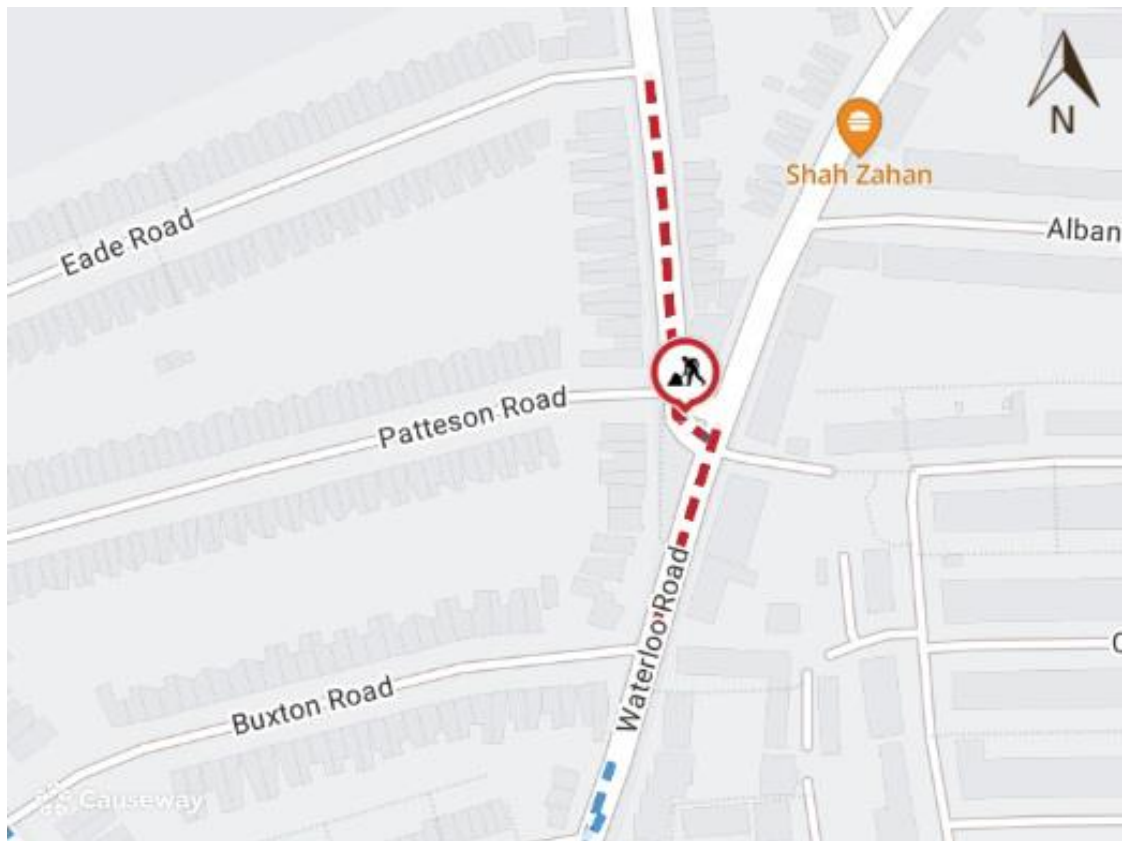 N
Shah Zahan
Eade Road
Alban
Patteson Road
Waterloo Road
C
Buxton Road
Causeway